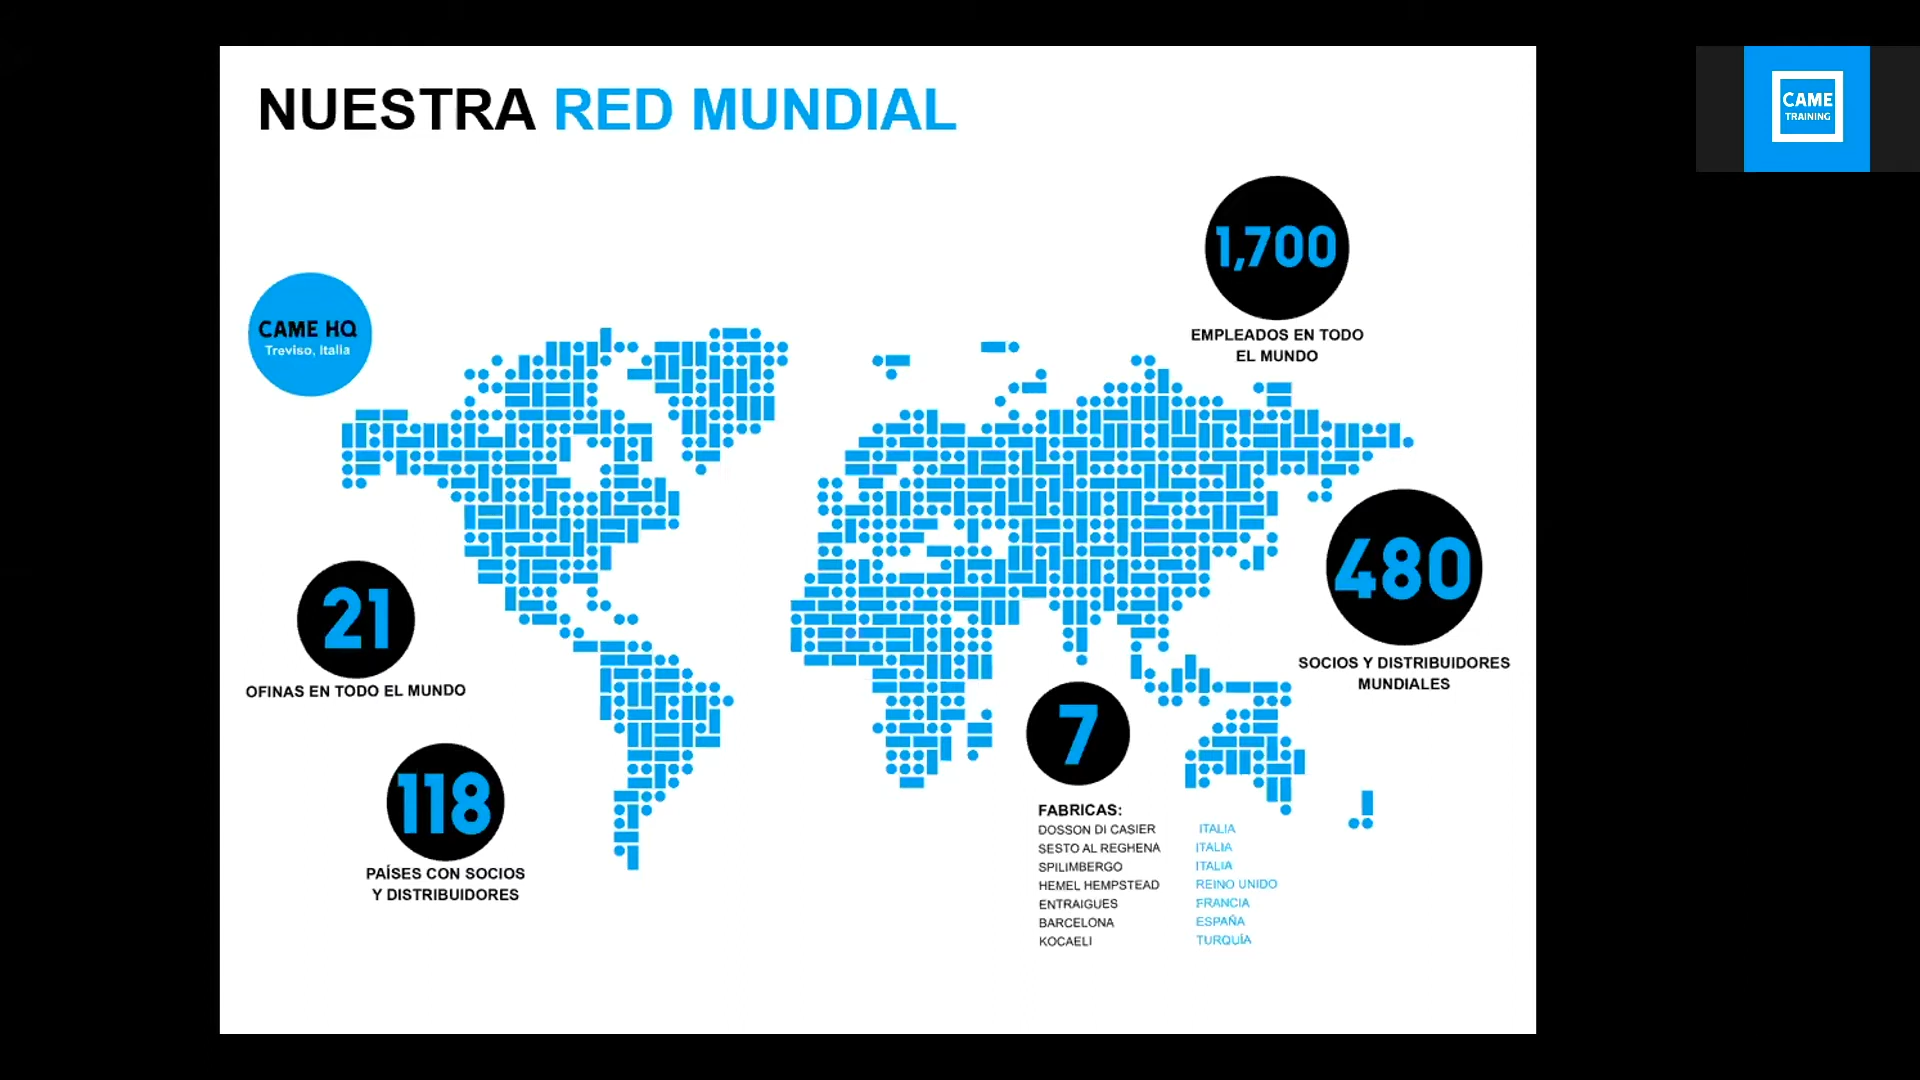 NUESTRA RED MUNDIAL
CAME
TRAINING
1,700
EMPLEADOS EN TODO
EL MUNDO
CAME HQ
Treviso, Italia
480
SOCIOS Y DISTRIBUIDORES
MUNDIALES
21
OFINAS EN TODO EL MUNDO
7
FABRICAS:
DOSSON DI CASIER ITALIA
SESTO AL REGHENA ITALIA
SPILIMBERGO ITALIA
HEMEL HEMPSTEAD REINO UNIDO
ENTRAIGUES FRANCIA
BARCELONA ESPAÑA
KOCAELI TURQUÍA
118
PAÍSES CON SOCIOS
Y DISTRIBUIDORES